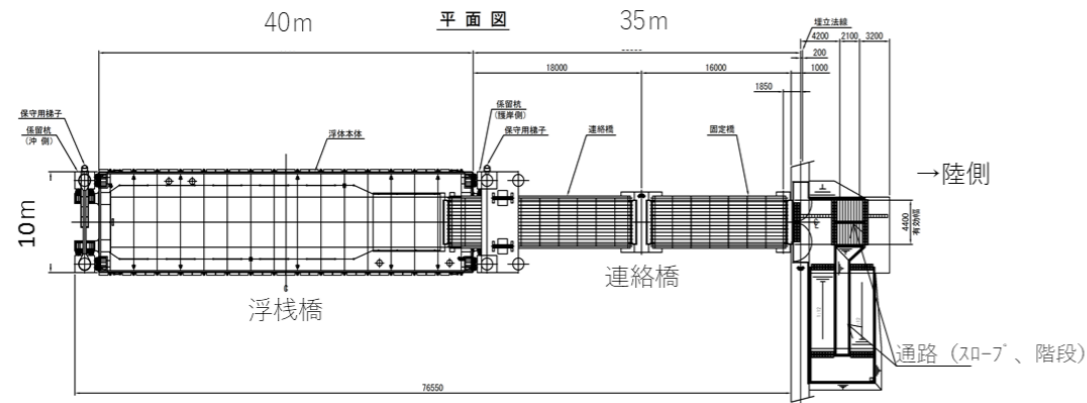 40m
平面図
35m
埋立法線
4200
2100
3200
200
18000
16000
1000
1850
保守用梯子
係留杭
(沖 側)
浮体本体
係留杭
(護岸側)
保守用梯子
連絡橋
固定橋
→陸側
10m
4400
有効幅
浮桟橋
連絡橋
通路（ｽﾛｰﾌﾟ、階段）
76550